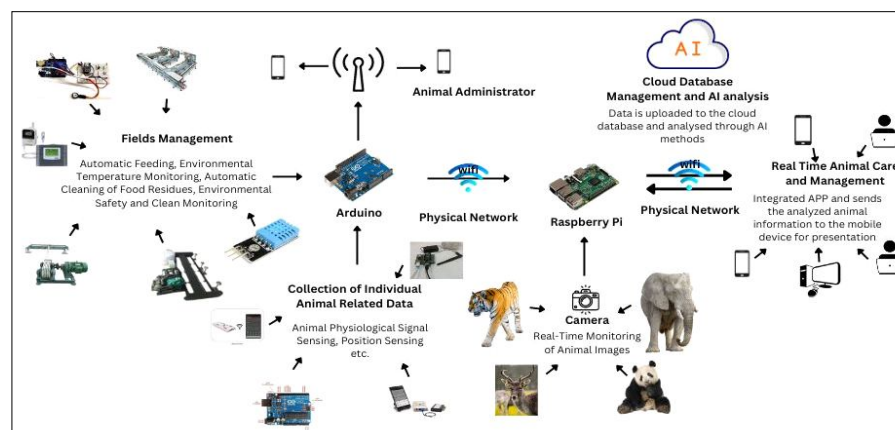 AI
Cloud Database
Management and AI analysis
Data is uploaded to the cloud
database and analysed through AI
methods
Animal Administrator
Fields Management
Automatic Feeding, Environmental
Temperature Monitoring, Automatic
Cleaning of Food Residues, Environmental
Safety and Clean Monitoring
Arduino
wifi
Physical Network
Raspberry Pi
wifi
Physical Network
Real Time Animal Care
and Management
Integrated APP and sends
the analyzed animal
information to the mobile
device for presentation
Collection of Individual
Animal Related Data
Animal Physiological Signal
Sensing, Position Sensing
etc.
Camera
Real-Time Monitoring
of Animal Images